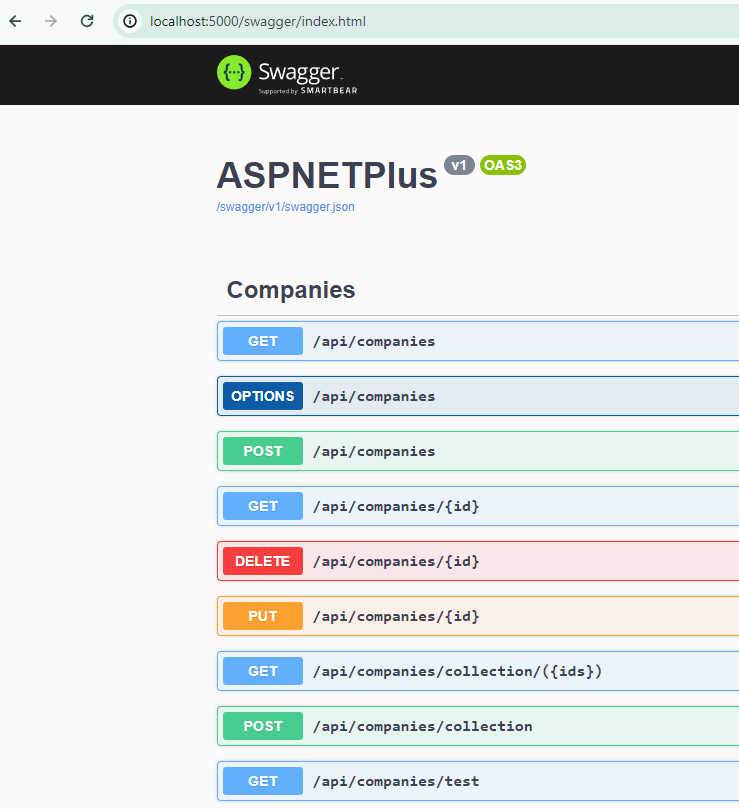 localhost:5000/swagger/index.html
Swagger
Supported by SMARTBEAR
ASPNETPlus v1 OAS3
/swagger/v1/swagger.json
Companies
GET /api/companies
OPTIONS /api/companies
POST /api/companies
GET /api/companies/{id}
DELETE /api/companies/{id}
PUT /api/companies/{id}
GET /api/companies/collection/({ids})
POST /api/companies/collection
GET /api/companies/test